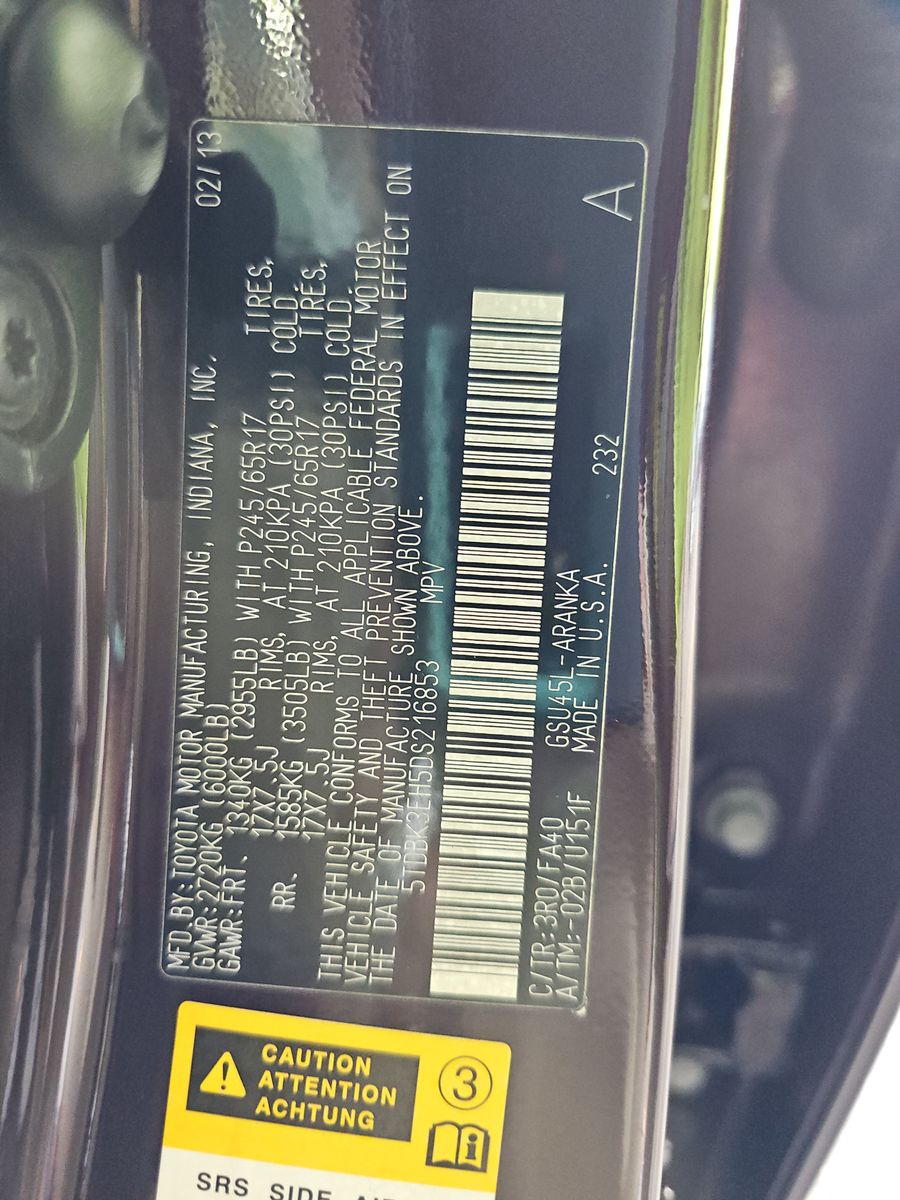 MFD.BY:TOYOTA MOTOR MANUFACTURING, INDIANA, INC. 02/13
GVWR:2720KG (6000LB)
GAWR:FRT. 1340KG (2955LB) WITH P245/65R17 TIRES,
17X7.5J RIMS, AT 210KPA (30PSI) COLD.
RR. 1585KG (3505LB) WITH P245/65R17 TIRES,
17X7.5J RIMS, AT 210KPA (30PSI) COLD.
THIS VEHICLE CONFORMS TO ALL APPLICABLE FEDERAL MOTOR
VEHICLE SAFETY AND THEFT PREVENTION STANDARDS IN EFFECT ON
THE DATE OF MANUFACTURE SHOWN ABOVE.
5TDBK3EH5DS216853 MPV
C/TR:3R0/FA40 GSU45L-ARANKA
A/TM:-02B/U151F MADE IN U.S.A. 232
A
CAUTION
ATTENTION
ACHTUNG
3
i
SRS SIDE